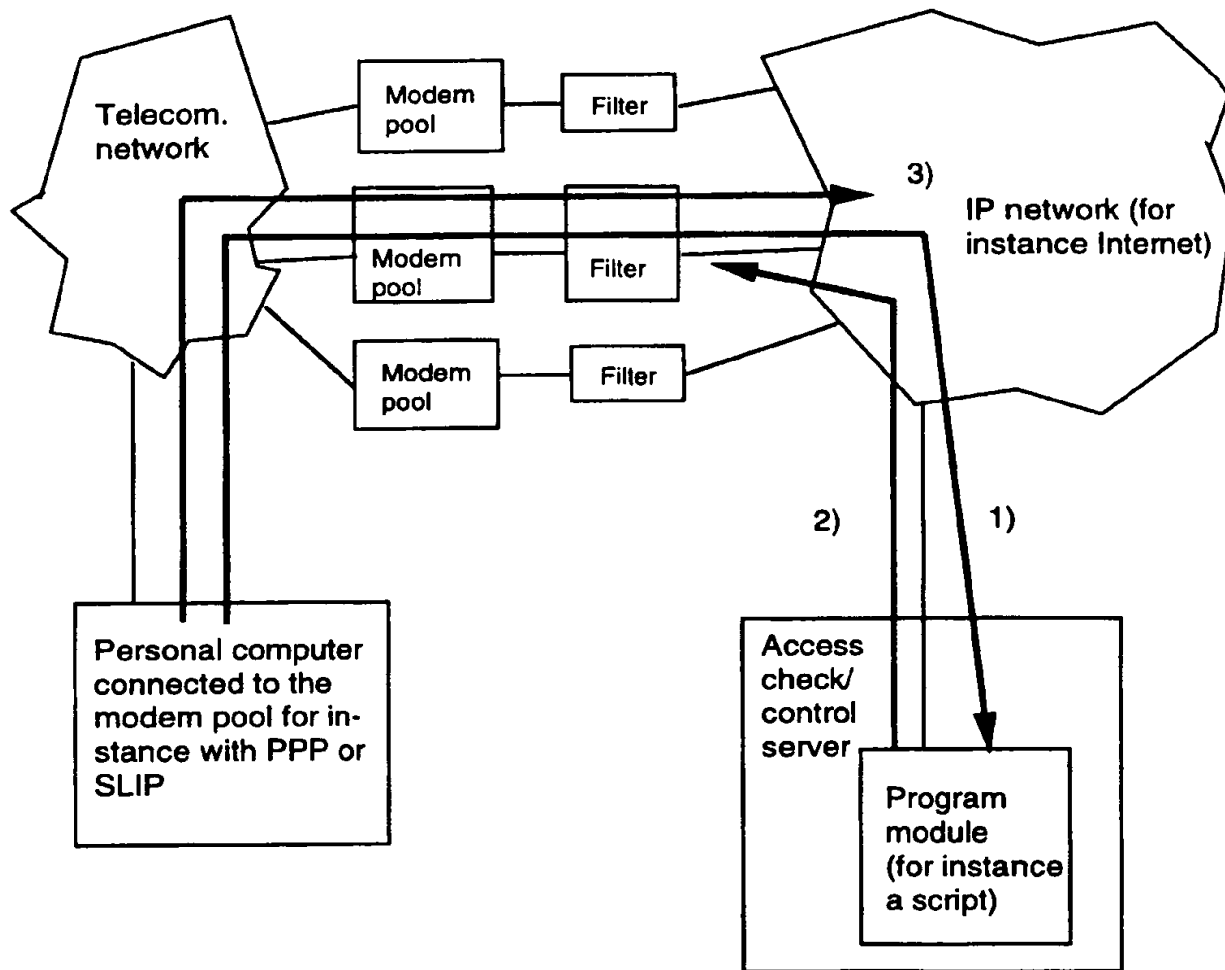 Telecom.
network
Modem
pool
Filter
3)
IP network (for
instance Internet)
Modem
pool
Filter
Modem
pool
Filter
2)
1)
Personal computer
connected to the
modem pool for in-
stance with PPP or
SLIP
Access
check/
control
server
Program
module
(for instance
a script)